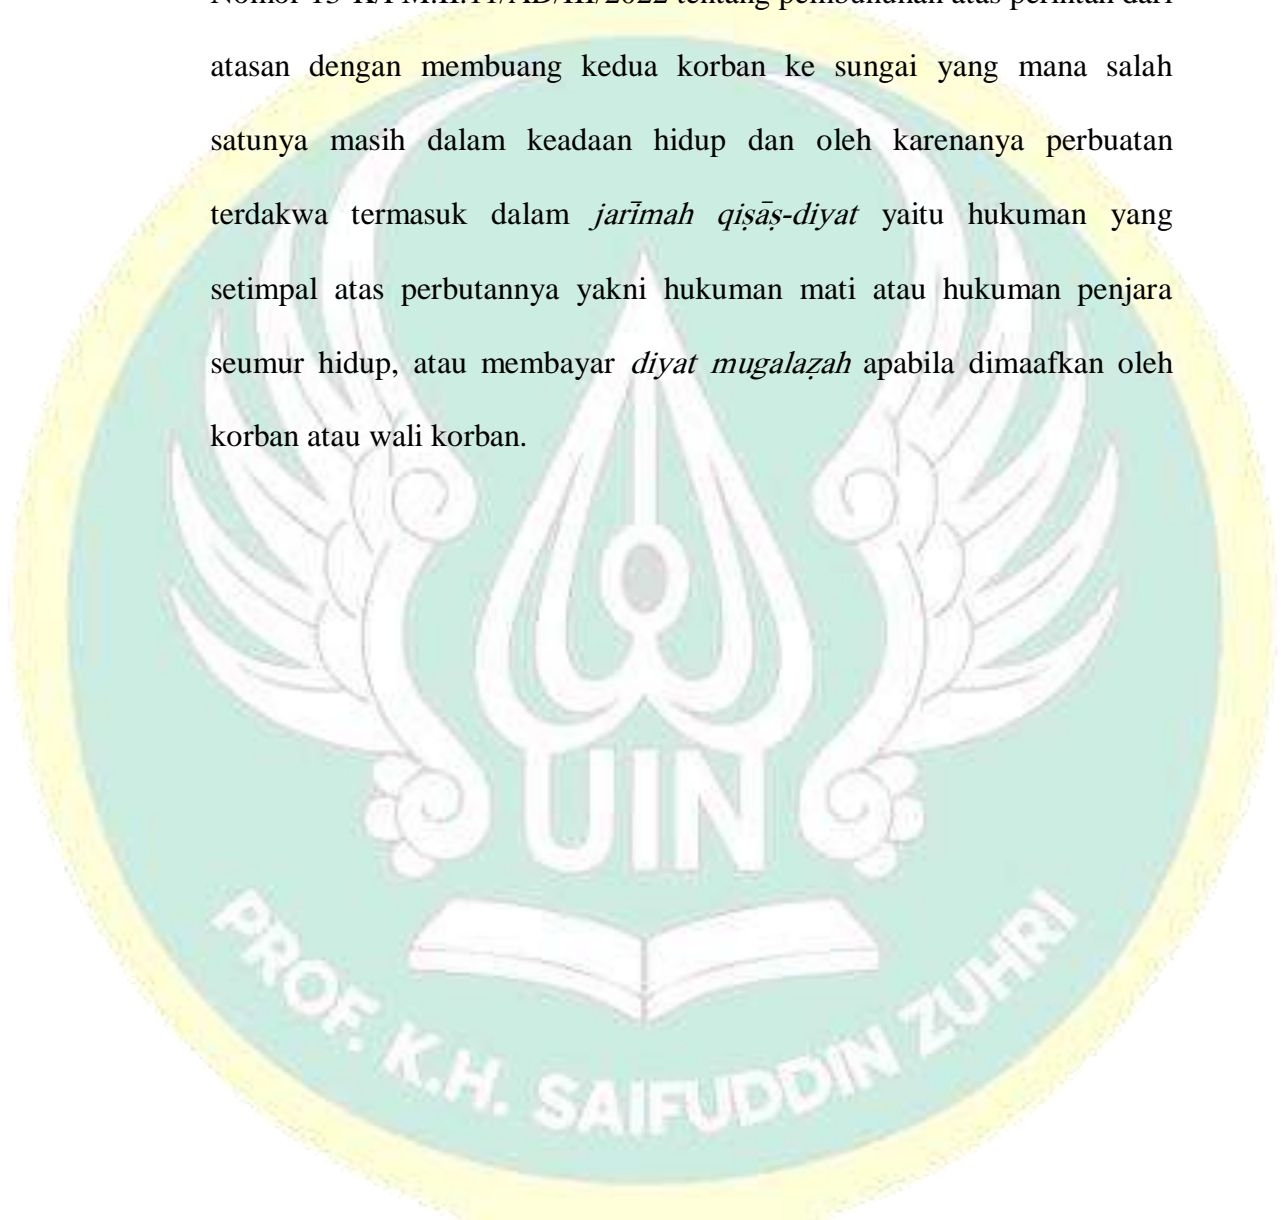 atasan dengan membuang kedua korban ke sungai yang mana salah
satunya masih dalam keadaan hidup dan oleh karenanya perbuatan
terdakwa termasuk dalam jarīmah qiṣāṣ-diyat yaitu hukuman yang
setimpal atas perbutannya yakni hukuman mati atau hukuman penjara
seumur hidup, atau membayar diyat mugalaẓah apabila dimaafkan oleh
korban atau wali korban.
UIN
PROF. K.H. SAIFUDDIN ZUHRI